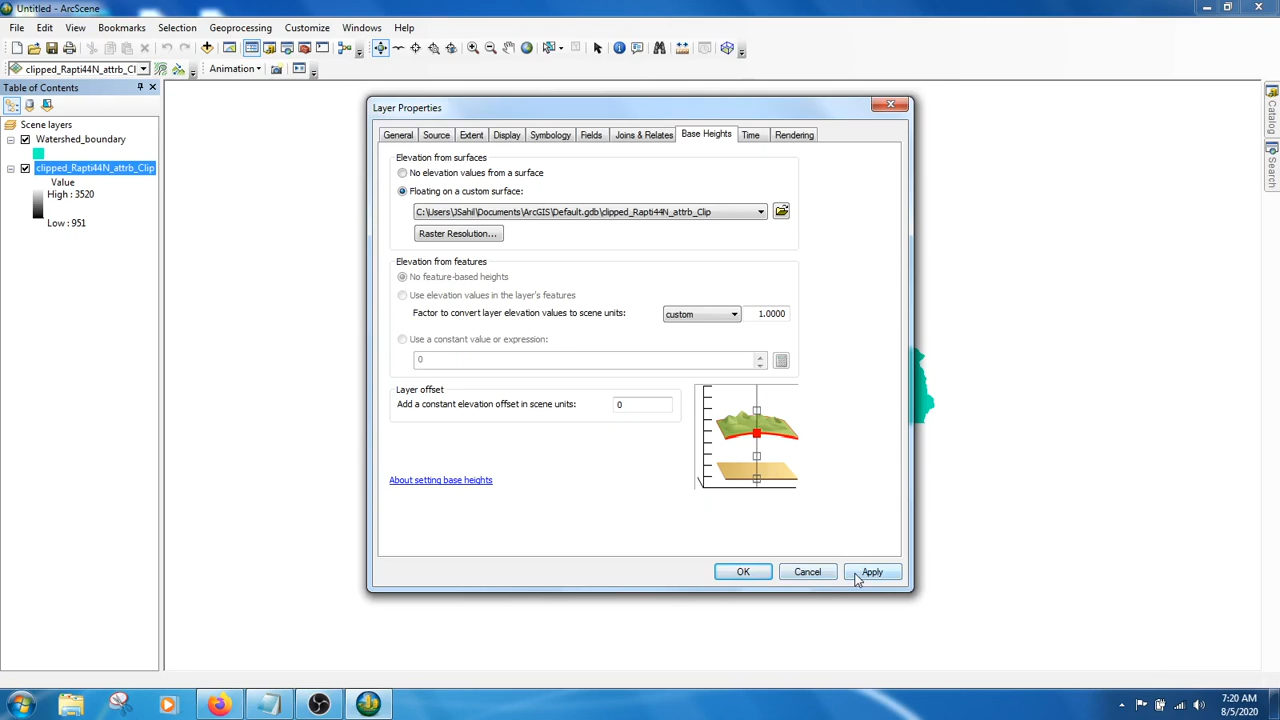 Untitled - ArcScene
File Edit View Bookmarks Selection Geoprocessing Customize Windows Help
clipped_Rapti44N_attrb_Cl Animation
Table of Contents
Scene layers
Watershed_boundary
clipped_Rapti44N_attrb_Clip
Value
High : 3520
Low : 951
Layer Properties
General Source Extent Display Symbology Fields Joins & Relates Base Heights Time Rendering
Elevation from surfaces
No elevation values from a surface
Floating on a custom surface:
C:\Users\JSahil\Documents\ArcGIS\Default.gdb\clipped_Rapti44N_attrb_Clip
Raster Resolution...
Elevation from features
No feature-based heights
Use elevation values in the layer's features
Factor to convert layer elevation values to scene units: custom 1.0000
Use a constant value or expression:
0
Layer offset
Add a constant elevation offset in scene units: 0
About setting base heights
OK Cancel Apply
Catalog
Search
7:20 AM
8/5/2020